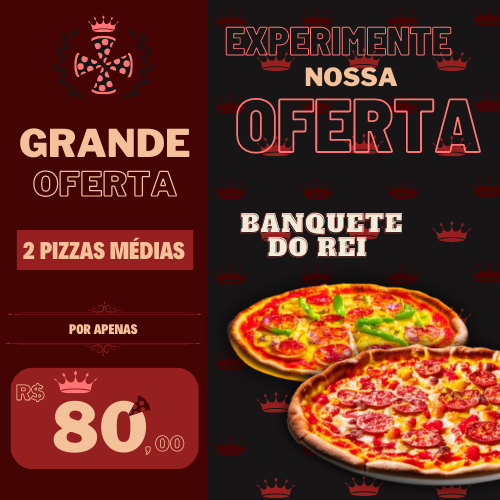 GRANDE
OFERTA
2 PIZZAS MÉDIAS
POR APENAS
R$ 80,00
EXPERIMENTE
NOSSA
OFERTA
BANQUETE
DO REI